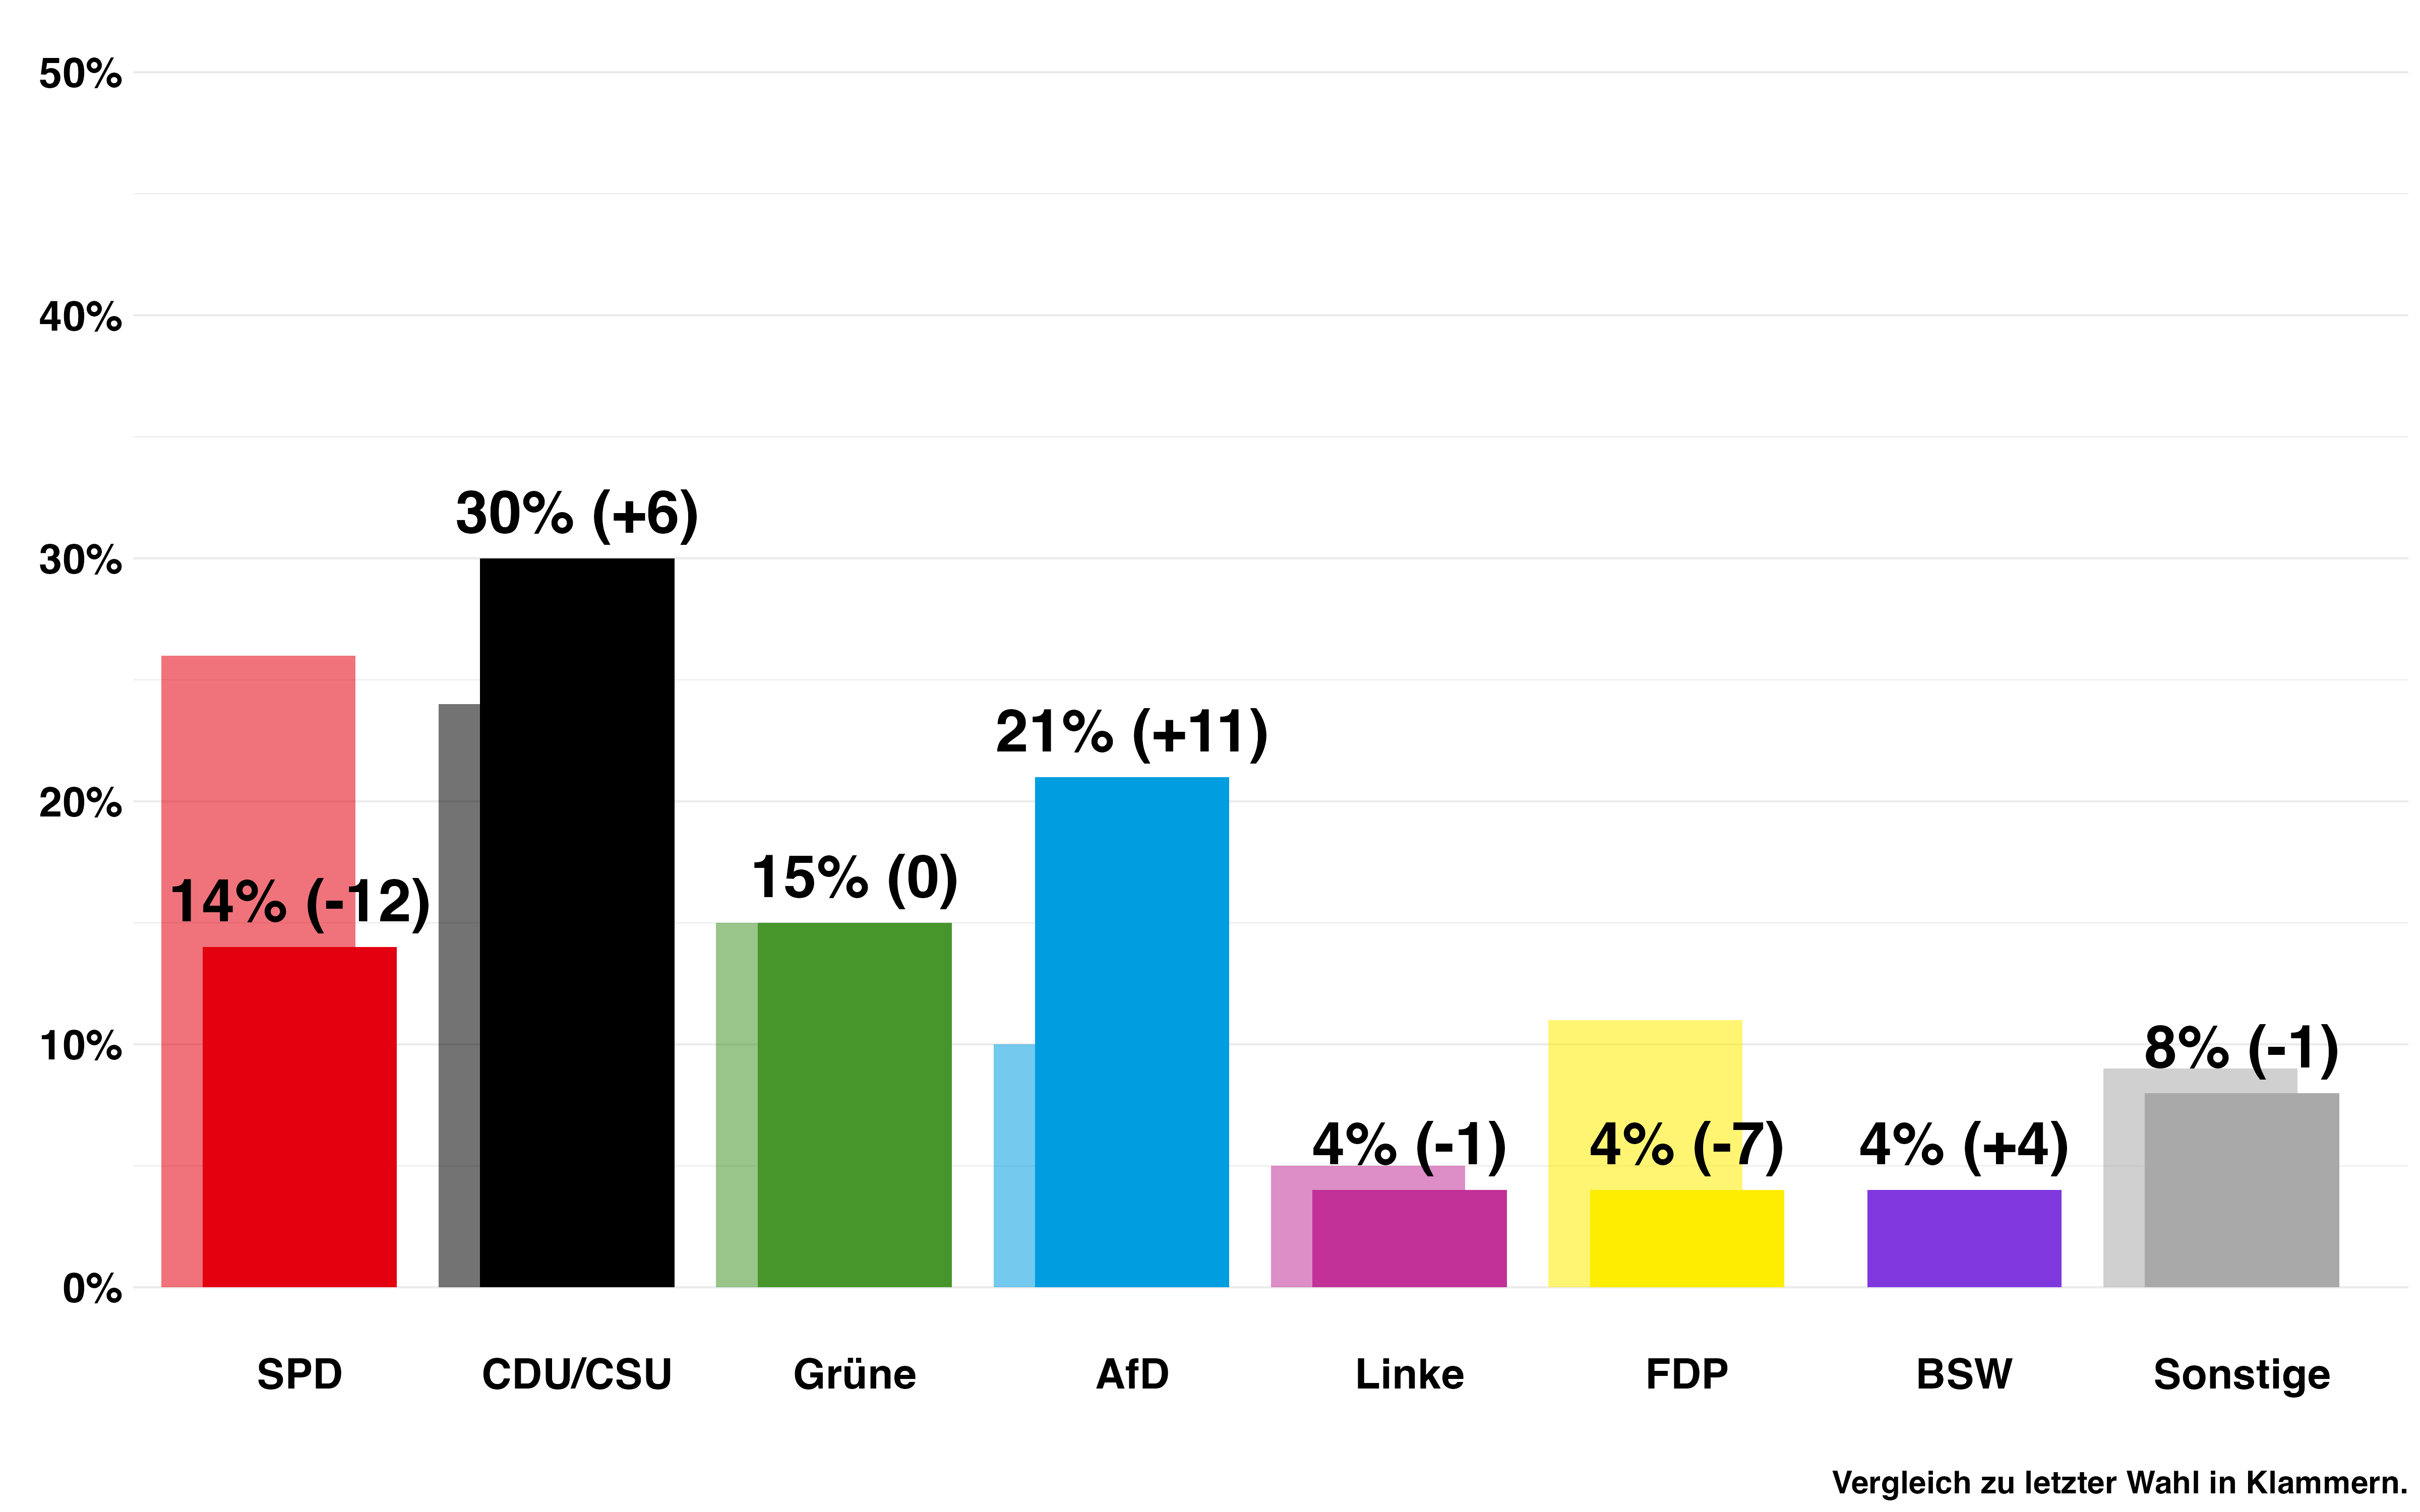 50%
40%
30%
20%
10%
0%
14% (-12)
30% (+6)
15% (0)
21% (+11)
4% (-1)
4% (-7)
4% (+4)
8% (-1)
SPD
CDU/CSU
Grüne
AfD
Linke
FDP
BSW
Sonstige
Vergleich zu letzter Wahl in Klammern.